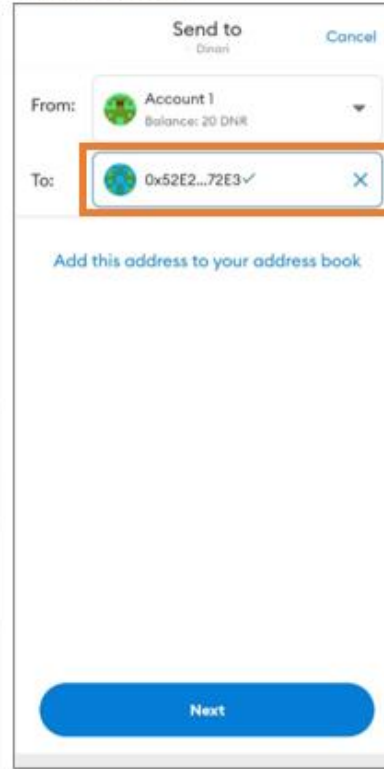 Send to
Dinari
Cancel
From:
Account 1
Balance: 20 DNR
To:
0x52E2...72E3
Add this address to your address book
Next